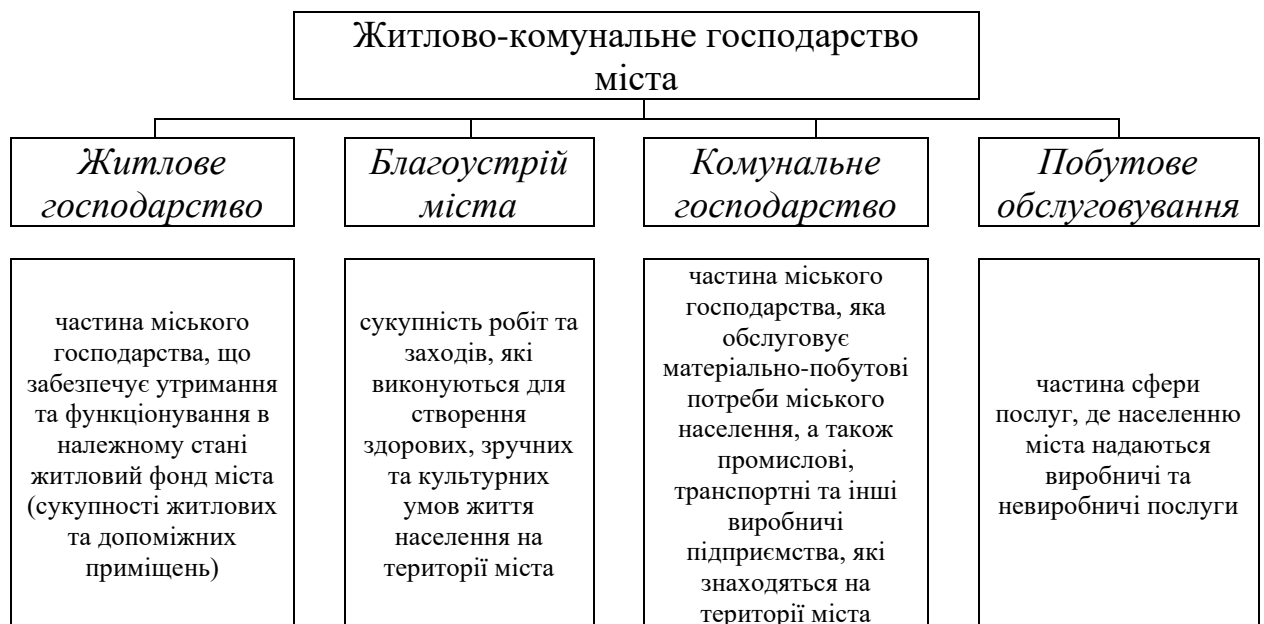 Житлово-комунальне господарство
міста
Житлове
господарство
Благоустрій
міста
Комунальне
господарство
Побутове
обслуговування
частина міського
господарства, що
забезпечує утримання
та функціонування в
належному стані
житловий фонд міста
(сукупності житлових
та допоміжних
приміщень)
сукупність робіт та
заходів, які
виконуються для
створення
здорових, зручних
та культурних
умов життя
населення на
території міста
частина міського
господарства, яка
обслуговує
матеріально-побутові
потреби міського
населення, а також
промислові,
транспортні та інші
виробничі
підприємства, які
знаходяться на
території міста
частина сфери
послуг, де населенню
міста надаються
виробничі та
невиробничі послуги